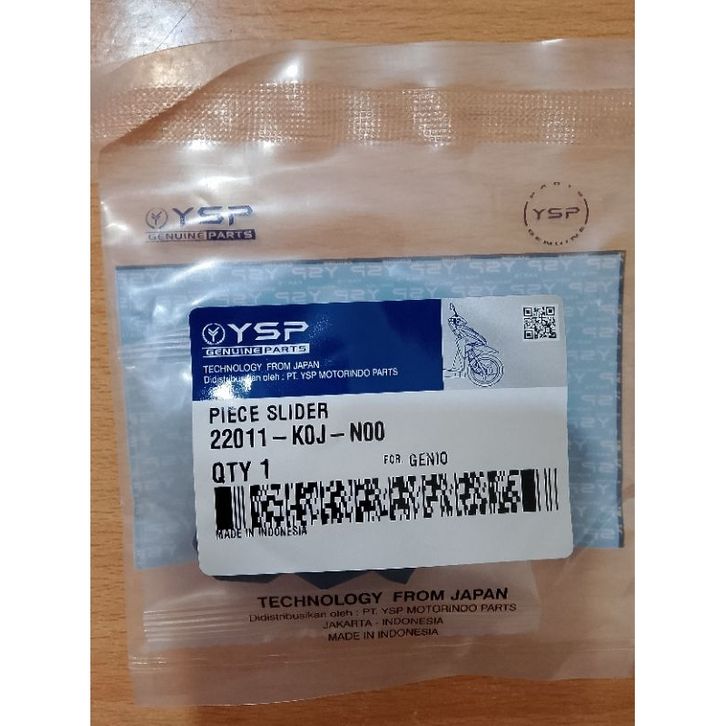 YSP
GENUINE PARTS
PARTS
YSP
GENUINE
YSP
GENUINE PARTS
TECHNOLOGY FROM JAPAN
Didistribusikan oleh : PT. YSP MOTORINDO PARTS
PIECE SLIDER
22011-K0J-N00
QTY 1
FOR GENIO
MADE IN INDONESIA
TECHNOLOGY FROM JAPAN
Didistribusikan oleh : PT. YSP MOTORINDO PARTS
JAKARTA - INDONESIA
MADE IN INDONESIA